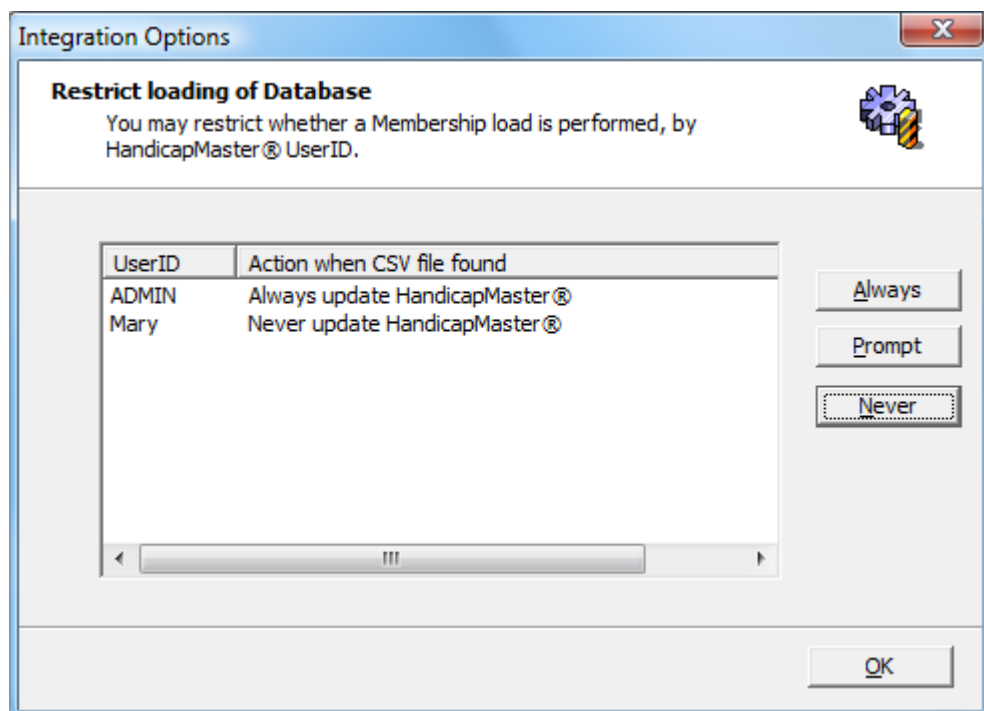 Integration Options
Restrict loading of Database
You may restrict whether a Membership load is performed, by
HandicapMaster® UserID.
UserID Action when CSV file found
ADMIN Always update HandicapMaster®
Mary Never update HandicapMaster®
Always
Prompt
Never
OK